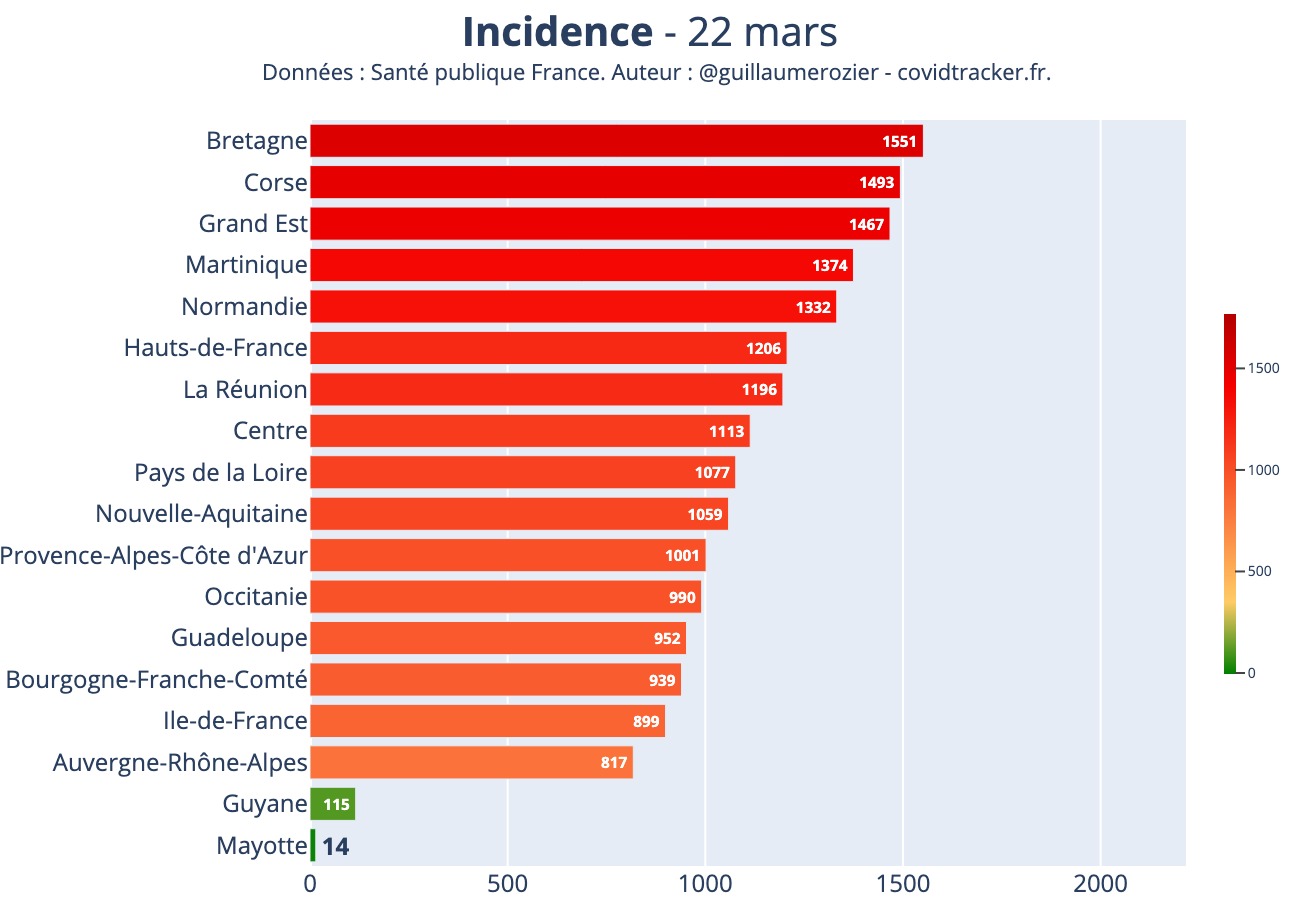 Incidence - 22 mars
Données : Santé publique France. Auteur : @guillaumerozier - covidtracker.fr.
Bretagne 1551
Corse 1493
Grand Est 1467
Martinique 1374
Normandie 1332
Hauts-de-France 1206
La Réunion 1196
Centre 1113
Pays de la Loire 1077
Nouvelle-Aquitaine 1059
Provence-Alpes-Côte d'Azur 1001
Occitanie 990
Guadeloupe 952
Bourgogne-Franche-Comté 939
Ile-de-France 899
Auvergne-Rhône-Alpes 817
Guyane 115
Mayotte 14
0 500 1000 1500 2000
1500
1000
500
0